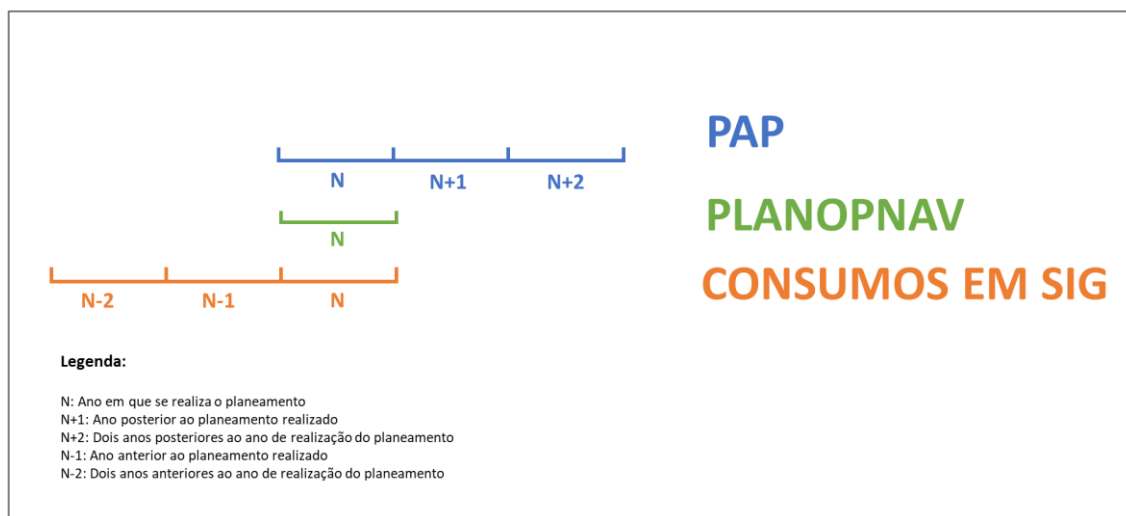 PAP
N N+1 N+2
PLANOPNAV
N
CONSUMOS EM SIG
N-2 N-1 N
Legenda:
N: Ano em que se realiza o planeamento
N+1: Ano posterior ao planeamento realizado
N+2: Dois anos posteriores ao ano de realização do planeamento
N-1: Ano anterior ao planeamento realizado
N-2: Dois anos anteriores ao ano de realização do planeamento